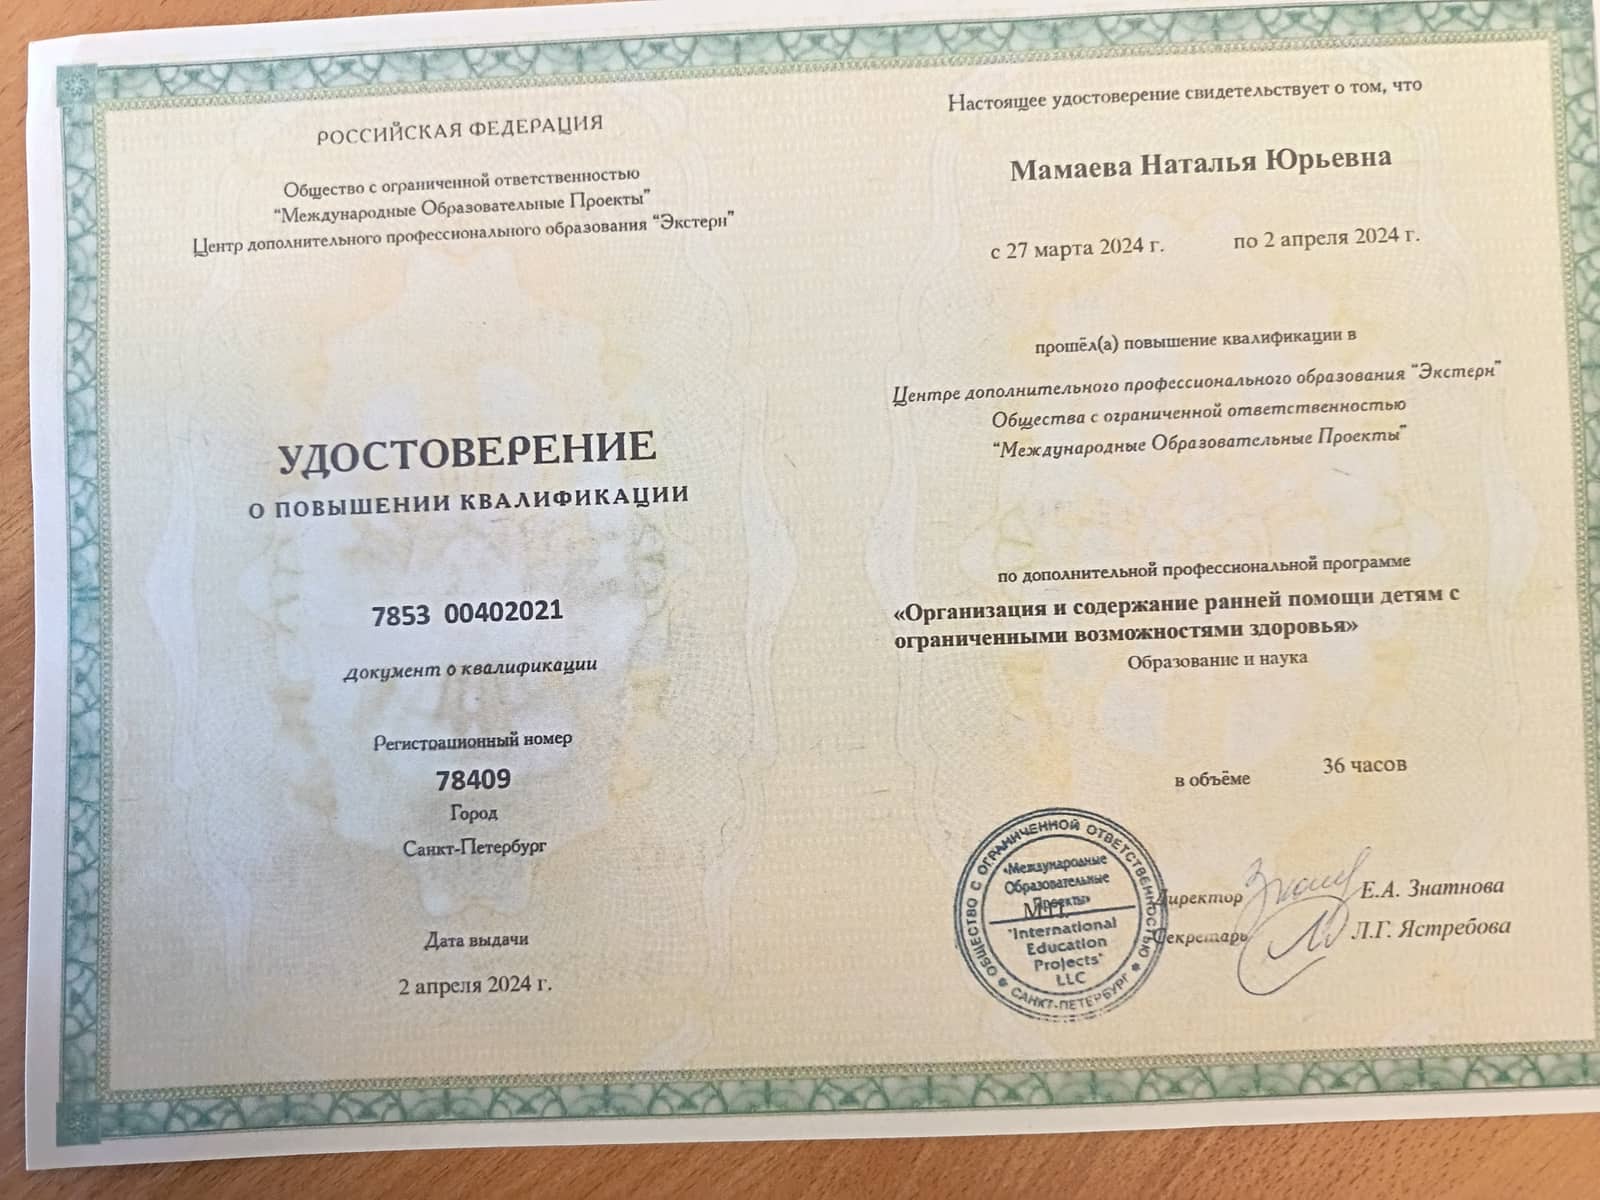 РОССИЙСКАЯ ФЕДЕРАЦИЯ
Общество с ограниченной ответственностью
“Международные Образовательные Проекты”
Центр дополнительного профессионального образования “Экстерн”
УДОСТОВЕРЕНИЕ
О ПОВЫШЕНИИ КВАЛИФИКАЦИИ
7853 00402021
документ о квалификации
Регистрационный номер
78409
Город
Санкт-Петербург
Дата выдачи
2 апреля 2024 г.
Настоящее удостоверение свидетельствует о том, что
Мамаева Наталья Юрьевна
с 27 марта 2024 г. по 2 апреля 2024 г.
прошёл(а) повышение квалификации в
Центре дополнительного профессионального образования “Экстерн”
Общества с ограниченной ответственностью
“Международные Образовательные Проекты”
по дополнительной профессиональной программе
«Организация и содержание ранней помощи детям с
ограниченными возможностями здоровья»
Образование и наука
в объёме 36 часов
ОБЩЕСТВО С ОГРАНИЧЕННОЙ ОТВЕТСТВЕННОСТЬЮ
САНКТ-ПЕТЕРБУРГ
«Международные
Образовательные
Проекты»
М.П.
"International
Education
Projects"
LLC
Директор Е.А. Знатнова
Секретарь Л.Г. Ястребова